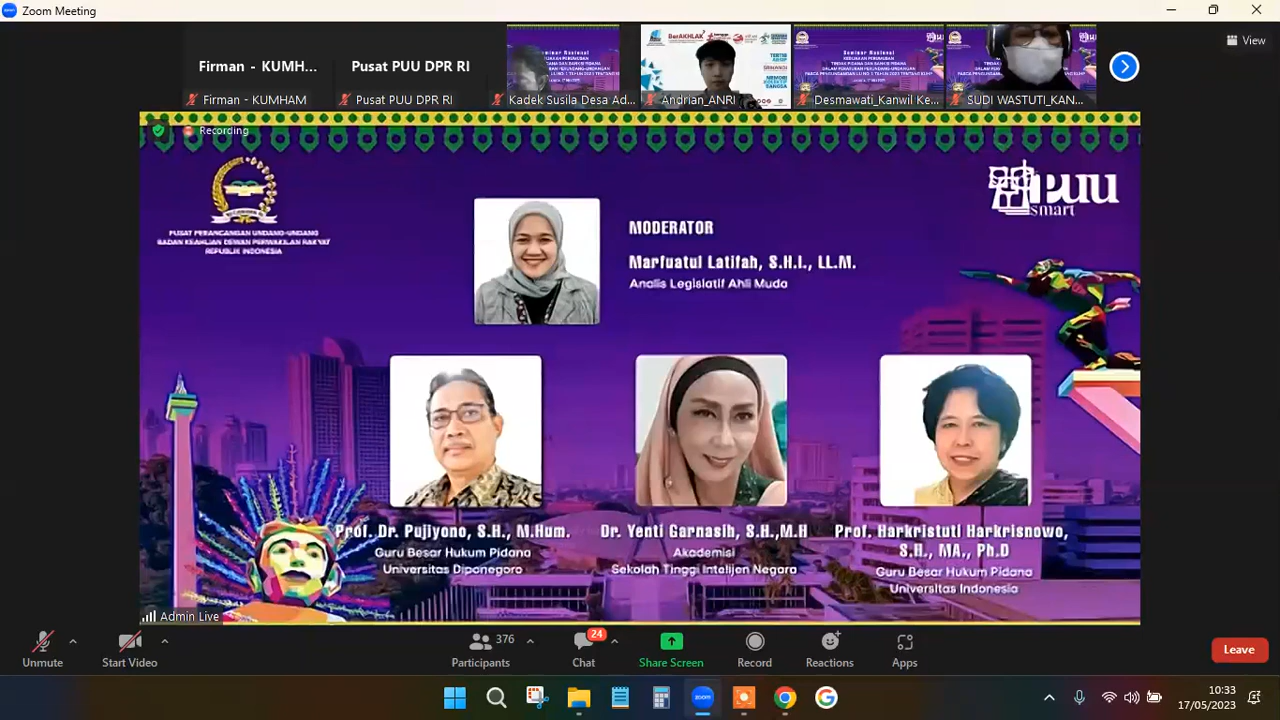 Zoom Meeting
View
Firman - KUMH...
Pusat PUU DPR RI
Firman - KUMHAM
Pusat PUU DPR RI
Kadek Susila Desa Ad...
Andrian_ANRI
Desmawati_Kanwil Ke...
SUDI WASTUTI_KAN...
Seminar Nasional
BerAKHLAK
Recording
PUSAT PERANCANGAN UNDANG-UNDANG
BADAN KEAHLIAN DEWAN PERWAKILAN RAKYAT
REPUBLIK INDONESIA
PUU
smart
MODERATOR
Marfuatul Latifah, S.H.I., LL.M.
Analis Legislatif Ahli Muda
Prof. Dr. Pujiyono, S.H., M.Hum.
Guru Besar Hukum Pidana
Universitas Diponegoro
Dr. Yenti Garnasih, S.H.,M.H
Akademisi
Sekolah Tinggi Intelijen Negara
Prof. Harkristuti Harkrisnowo,
S.H., MA., Ph.D
Guru Besar Hukum Pidana
Universitas Indonesia
Admin Live
Unmute
Start Video
376
Participants
24
Chat
Share Screen
Record
Reactions
Apps
Leave
zoom
10:33
17/05/2023